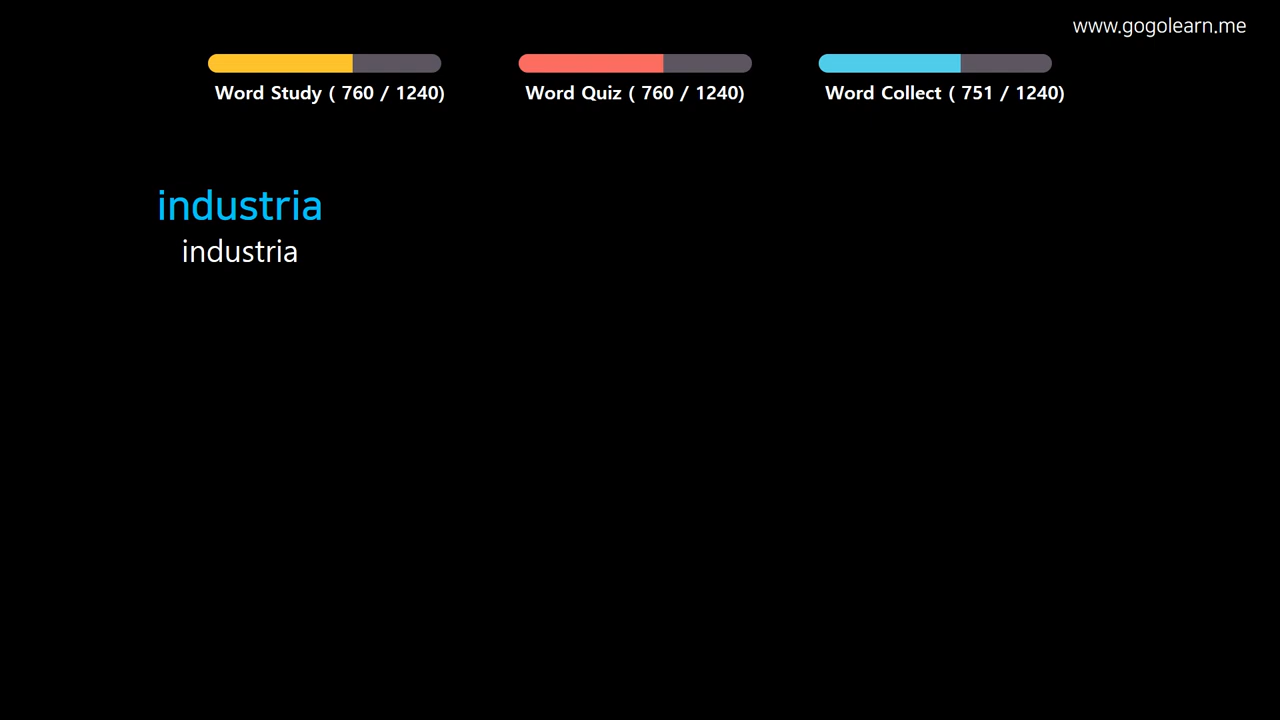 www.gogolearn.me
Word Study ( 760 / 1240)
Word Quiz ( 760 / 1240)
Word Collect ( 751 / 1240)
industria
industria